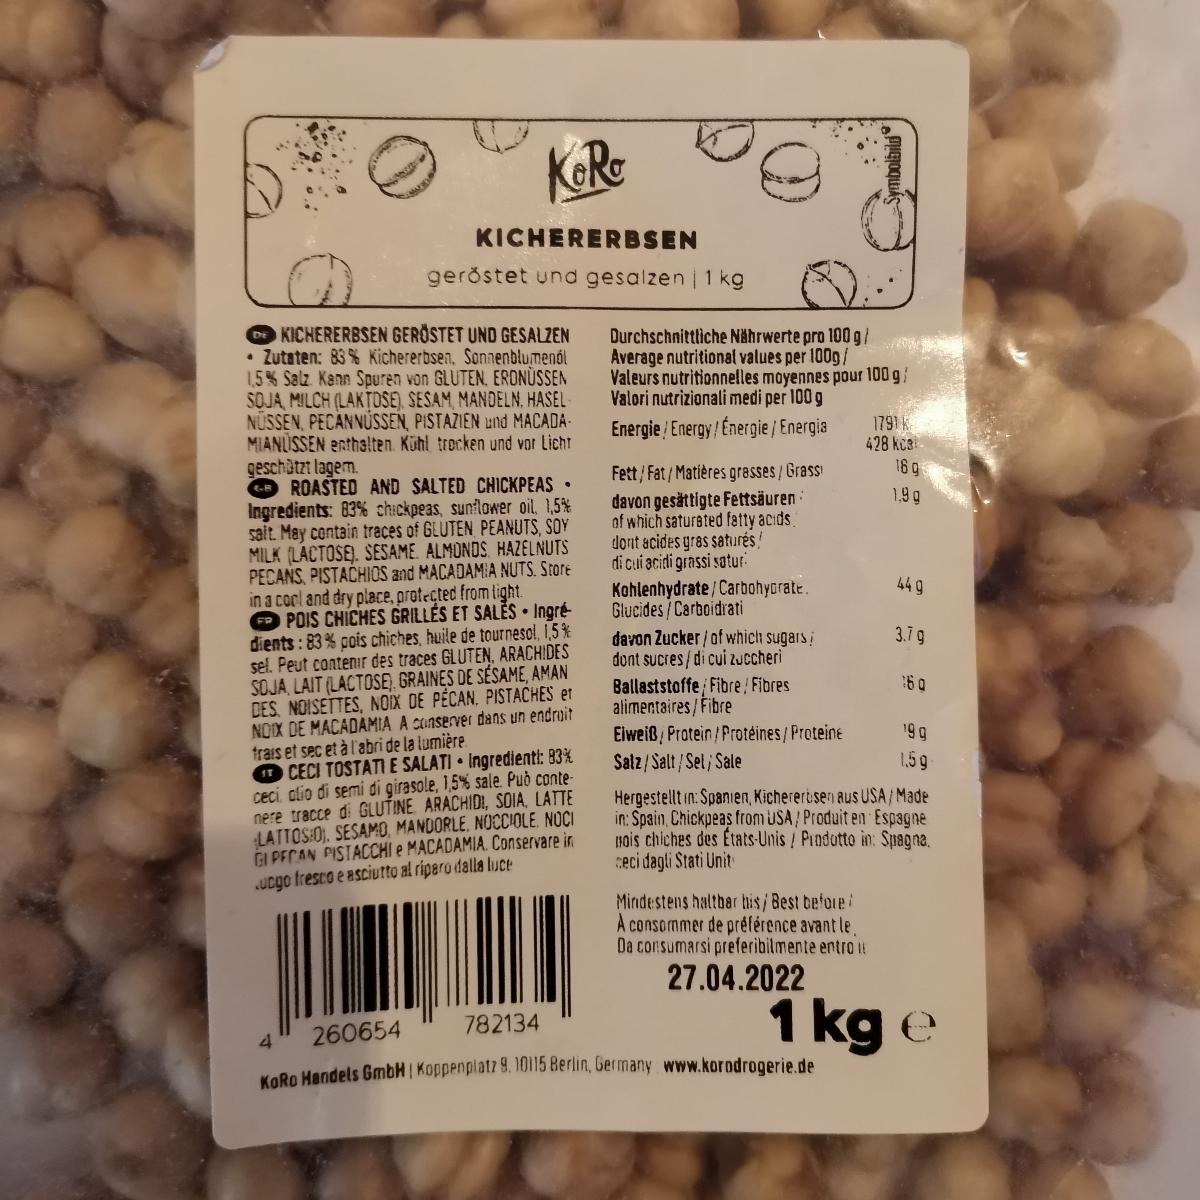 KoRo
Symbolbild
KICHERERBSEN
geröstet und gesalzen | 1 kg
DE KICHERERBSEN GERÖSTET UND GESALZEN
• Zutaten: 83 % Kichererbsen, Sonnenblumenöl
1,5 % Salz. Kann Spuren von GLUTEN, ERDNÜSSEN
SOJA, MILCH (LAKTOSE), SESAM, MANDELN, HASEL-
NÜSSEN, PECANNÜSSEN, PISTAZIEN und MACADA-
MIANÜSSEN enthalten. Kühl, trocken und vor Licht
geschützt lagern.
GB ROASTED AND SALTED CHICKPEAS •
Ingredients: 83% chickpeas, sunflower oil, 1,5%
salt. May contain traces of GLUTEN, PEANUTS, SOY
MILK (LACTOSE), SESAME, ALMONDS, HAZELNUTS
PECANS, PISTACHIOS and MACADAMIA NUTS. Store
in a cool and dry place, protected from light.
FR POIS CHICHES GRILLÉS ET SALÉS • Ingré-
dients : 83 % pois chiches, huile de tournesol, 1,5 %
sel. Peut contenir des traces GLUTEN, ARACHIDES
SOJA, LAIT (LACTOSE), GRAINES DE SÉSAME, AMAN
DES, NOISETTES, NOIX DE PÉCAN, PISTACHES et
NOIX DE MACADAMIA. A conserver dans un endroit
frais et sec et à l'abri de la lumière.
IT CECI TOSTATI E SALATI • Ingredienti: 83%
ceci, olio di semi di girasole, 1,5% sale. Può conte-
nere tracce di GLUTINE, ARACHIDI, SOIA, LATTE
(LATTOSIO), SESAMO, MANDORLE, NOCCIOLE, NOCI
DI PECAN, PISTACCHI e MACADAMIA. Conservare in
luogo fresco e asciutto al riparo dalla luce
4 260654 782134
Durchschnittliche Nährwerte pro 100 g /
Average nutritional values per 100g /
Valeurs nutritionnelles moyennes pour 100 g /
Valori nutrizionali medi per 100 g
Energie / Energy / Énergie / Energia 1791 k
428 kcal
Fett / Fat / Matières grasses / Grassi 16 g
davon gesättigte Fettsäuren 1,9 g
of which saturated fatty acids
dont acides gras saturés /
di cui acidi grassi saturi
Kohlenhydrate / Carbohydrate 44 g
Glucides / Carboidrati
davon Zucker / of which sugars / 3.7 g
dont sucres / di cui zuccheri
Ballaststoffe / Fibre / Fibres 16 g
alimentaires / Fibre
Eiweiß / Protein / Protéines / Proteine 19 g
Salz / Salt / Sel / Sale 1.5 g
Hergestellt in: Spanien, Kichererbsen aus USA / Made
in: Spain, Chickpeas from USA / Produit en: Espagne
pois chiches des États-Unis / Prodotto in: Spagna,
ceci dagli Stati Uniti
Mindestens haltbar bis / Best before /
À consommer de préférence avant le
Da consumarsi preferibilmente entro il
27.04.2022
1 kg e
KoRo Handels GmbH | Koppenplatz 9, 10115 Berlin, Germany www.korodrogerie.de